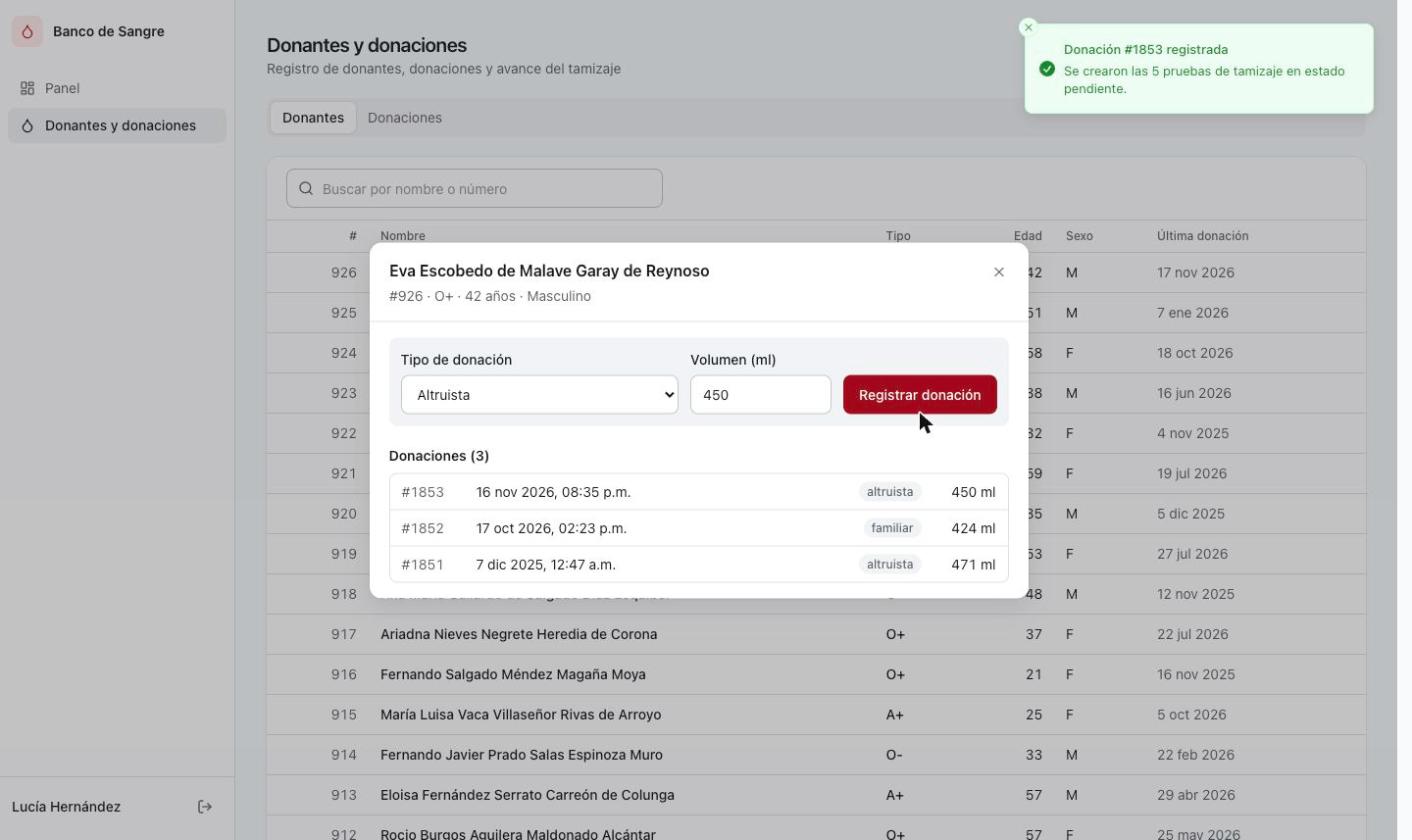 Banco de Sangre
Panel
Donantes y donaciones
Lucía Hernández
Donantes y donaciones
Registro de donantes, donaciones y avance del tamizaje
Donantes
Donaciones
Buscar por nombre o número
# Nombre Tipo Edad Sexo Última donación
926 42 M 17 nov 2026
925 51 M 7 ene 2026
924 58 F 18 oct 2026
923 38 M 16 jun 2026
922 32 F 4 nov 2025
921 59 F 19 jul 2026
920 35 M 5 dic 2025
919 53 F 27 jul 2026
918 48 M 12 nov 2025
917 Ariadna Nieves Negrete Heredia de Corona O+ 37 F 22 jul 2026
916 Fernando Salgado Méndez Magaña Moya O+ 21 F 16 nov 2025
915 María Luisa Vaca Villaseñor Rivas de Arroyo A+ 25 F 5 oct 2026
914 Fernando Javier Prado Salas Espinoza Muro O- 33 M 22 feb 2026
913 Eloisa Fernández Serrato Carreón de Colunga A+ 57 M 29 abr 2026
912 Rocio Burgos Aguilera Maldonado Alcántar O+ 57 F 25 may 2026
Eva Escobedo de Malave Garay de Reynoso
#926 · O+ · 42 años · Masculino
Tipo de donación
Volumen (ml)
Altruista
450
Registrar donación
Donaciones (3)
#1853 16 nov 2026, 08:35 p.m. altruista 450 ml
#1852 17 oct 2026, 02:23 p.m. familiar 424 ml
#1851 7 dic 2025, 12:47 a.m. altruista 471 ml
Donación #1853 registrada
Se crearon las 5 pruebas de tamizaje en estado
pendiente.